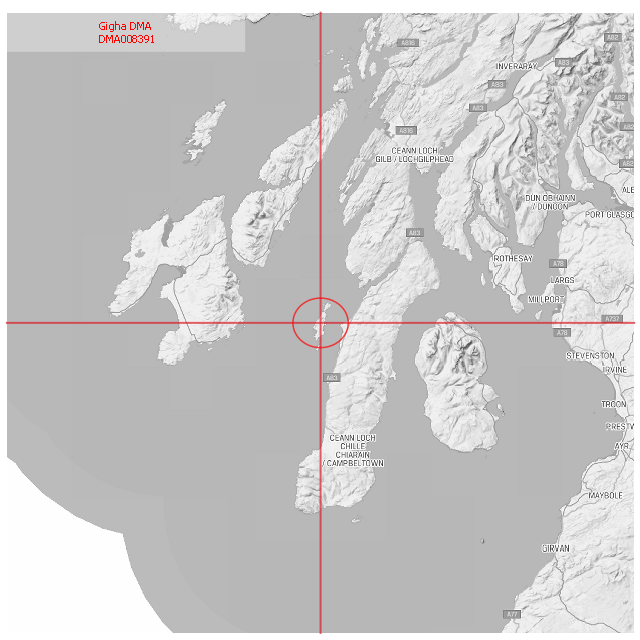 Gigha DMA
DMA008391
A82
A816
A83
INVERARAY
A83
A82
A83
A816
CEANN LOCH
GILB / LOCHGILPHEAD
DÙN OBHAINN
/ DUNOON
PORT GLASGO
A83
ROTHESAY
A78
LARGS
MILLPORT
A737
A78
STEVENSTON
IRVINE
A83
TROON
PRESTW
AYR
CEANN LOCH
CHILLE
CHIARAIN
/ CAMPBELTOWN
MAYBOLE
GIRVAN
A77